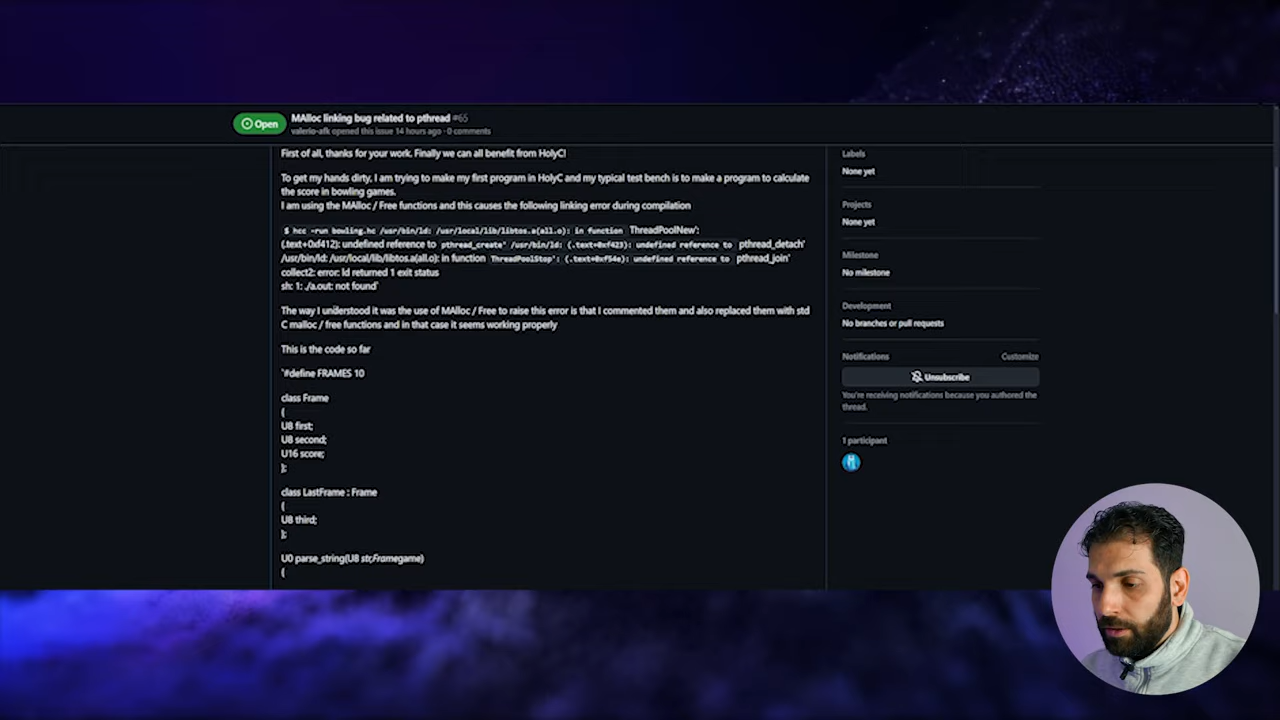 Open
MAlloc linking bug related to pthread #65
valerio-afk opened this issue 14 hours ago · 0 comments
First of all, thanks for your work. Finally we can all benefit from HolyC!
To get my hands dirty, I am trying to make my first program in HolyC and my typical test bench is to make a program to calculate
the score in bowling games.
I am using the MAlloc / Free functions and this causes the following linking error during compilation
$ hcc -run bowling.hc /usr/bin/ld: /usr/local/lib/libtos.a(all.o): in function ThreadPoolNew':
(.text+0xf412): undefined reference to pthread_create' /usr/bin/ld: (.text+0xf423): undefined reference to pthread_detach'
/usr/bin/ld: /usr/local/lib/libtos.a(all.o): in function ThreadPoolStop': (.text+0xf54e): undefined reference to pthread_join'
collect2: error: ld returned 1 exit status
sh: 1: ./a.out: not found`
The way I understood it was the use of MAlloc / Free to raise this error is that I commented them and also replaced them with std
C malloc / free functions and in that case it seems working properly
This is the code so far
`#define FRAMES 10
class Frame
{
U8 first;
U8 second;
U16 score;
};
class LastFrame : Frame
{
U8 third;
};
U0 parse_string(U8 str,Framegame)
{
Labels
None yet
Projects
None yet
Milestone
No milestone
Development
No branches or pull requests
Notifications
Customize
Unsubscribe
You're receiving notifications because you authored the
thread.
1 participant